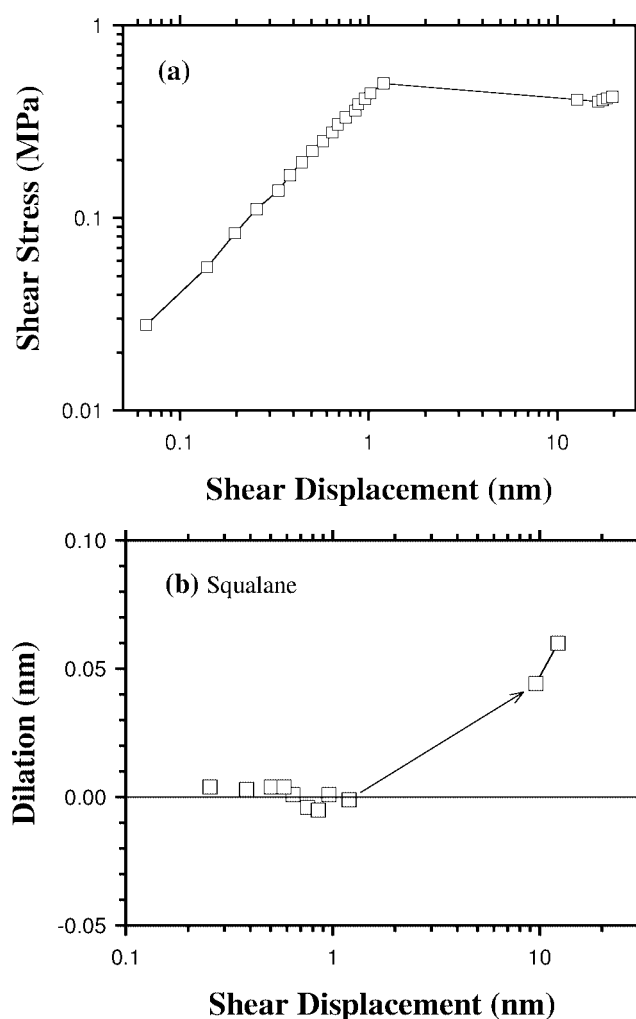 1
(a)
0.1
0.01
Shear Stress (MPa)
0.1 1 10
Shear Displacement (nm)
0.10
(b) Squalane
0.05
0.00
-0.05
Dilation (nm)
0.1 1 10
Shear Displacement (nm)